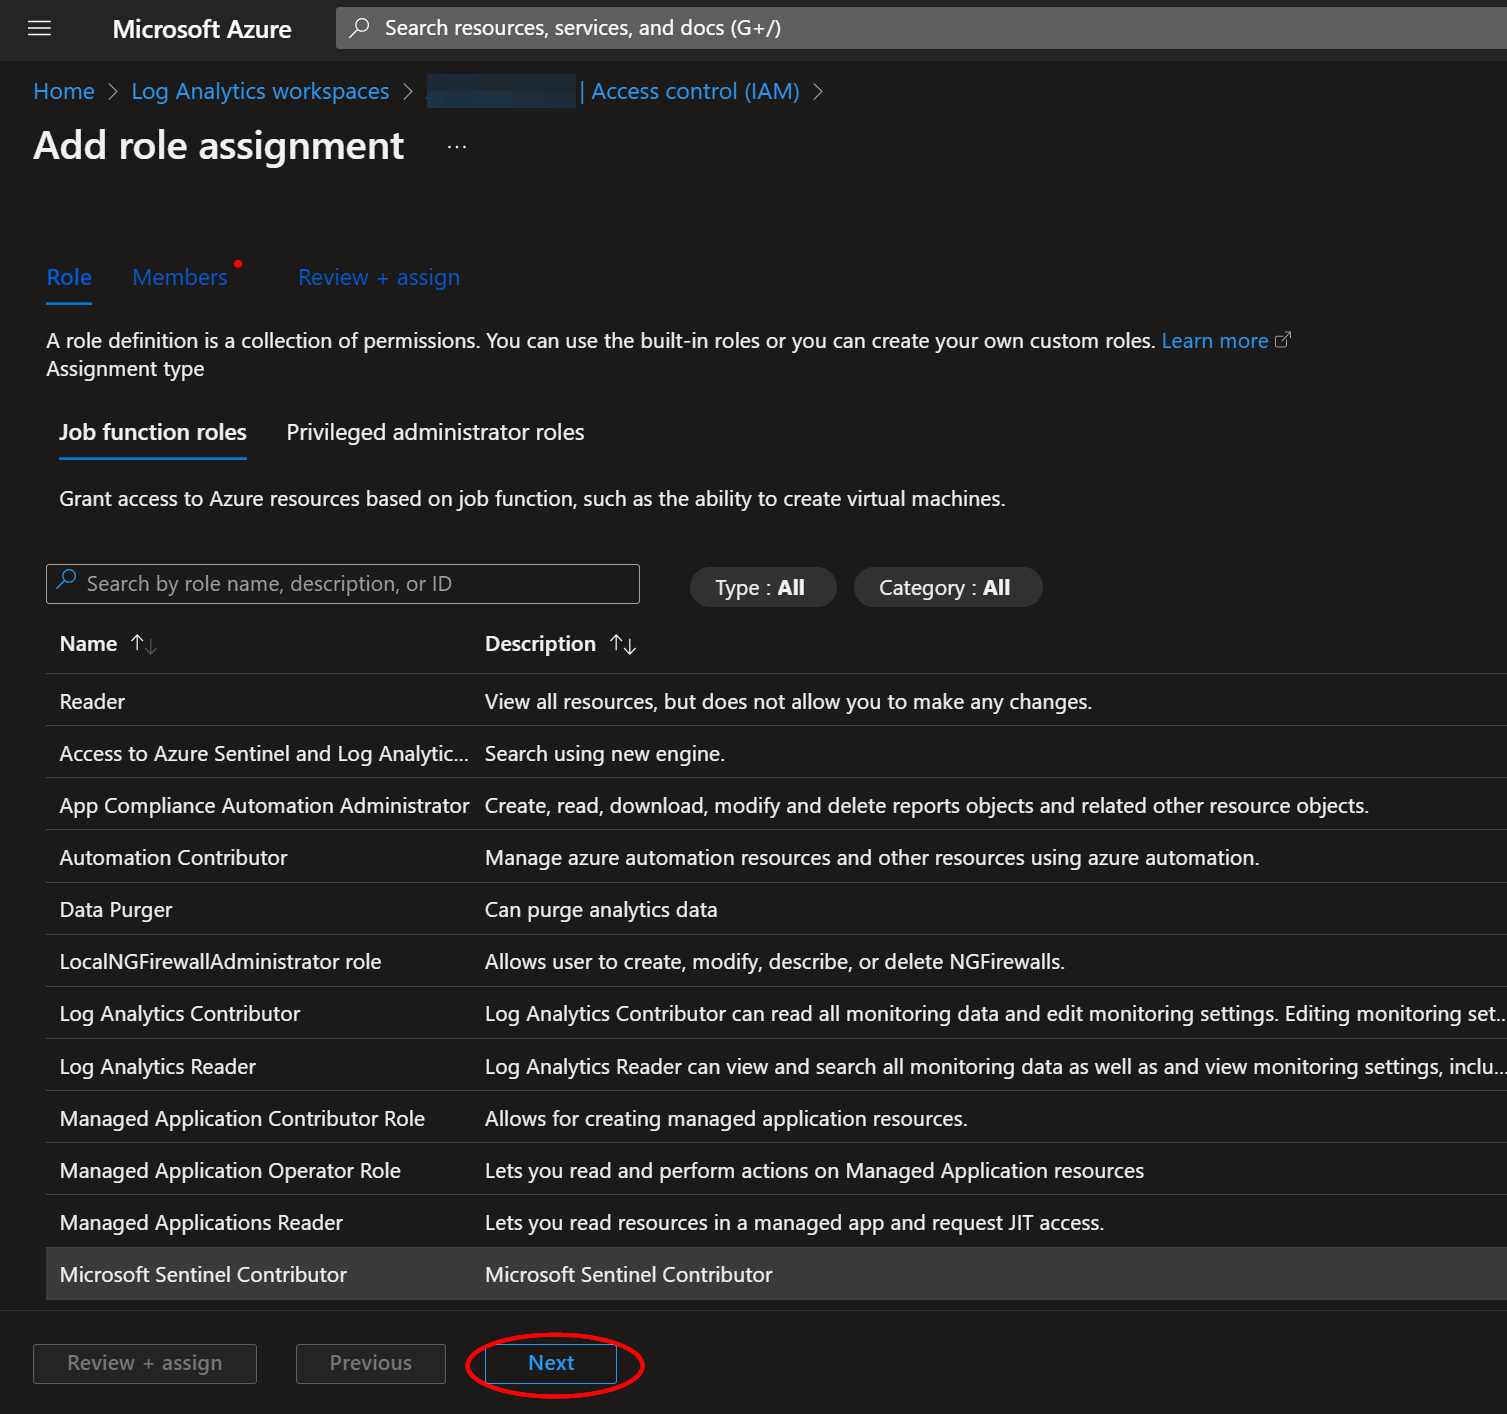 Microsoft Azure
Search resources, services, and docs (G+/)
Home > Log Analytics workspaces > | Access control (IAM) >
Add role assignment ...
Role Members Review + assign
A role definition is a collection of permissions. You can use the built-in roles or you can create your own custom roles. Learn more
Assignment type
Job function roles Privileged administrator roles
Grant access to Azure resources based on job function, such as the ability to create virtual machines.
Search by role name, description, or ID Type : All Category : All
Name ↑↓ Description ↑↓
Reader View all resources, but does not allow you to make any changes.
Access to Azure Sentinel and Log Analytic... Search using new engine.
App Compliance Automation Administrator Create, read, download, modify and delete reports objects and related other resource objects.
Automation Contributor Manage azure automation resources and other resources using azure automation.
Data Purger Can purge analytics data
LocalNGFirewallAdministrator role Allows user to create, modify, describe, or delete NGFirewalls.
Log Analytics Contributor Log Analytics Contributor can read all monitoring data and edit monitoring settings. Editing monitoring set...
Log Analytics Reader Log Analytics Reader can view and search all monitoring data as well as and view monitoring settings, inclu...
Managed Application Contributor Role Allows for creating managed application resources.
Managed Application Operator Role Lets you read and perform actions on Managed Application resources
Managed Applications Reader Lets you read resources in a managed app and request JIT access.
Microsoft Sentinel Contributor Microsoft Sentinel Contributor
Review + assign Previous Next